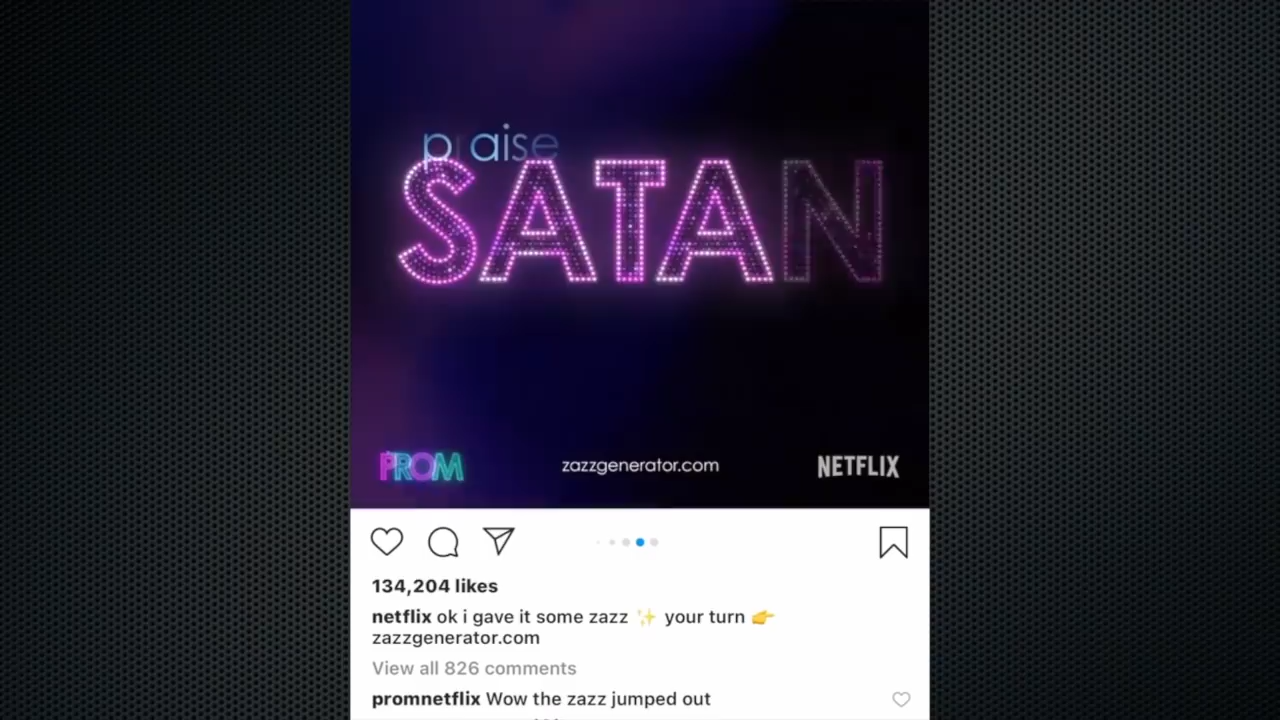 praise
SATAN
PROM
zazzgenerator.com
NETFLIX
134,204 likes
netflix ok i gave it some zazz ✨ your turn 👉
zazzgenerator.com
View all 826 comments
promnetflix Wow the zazz jumped out